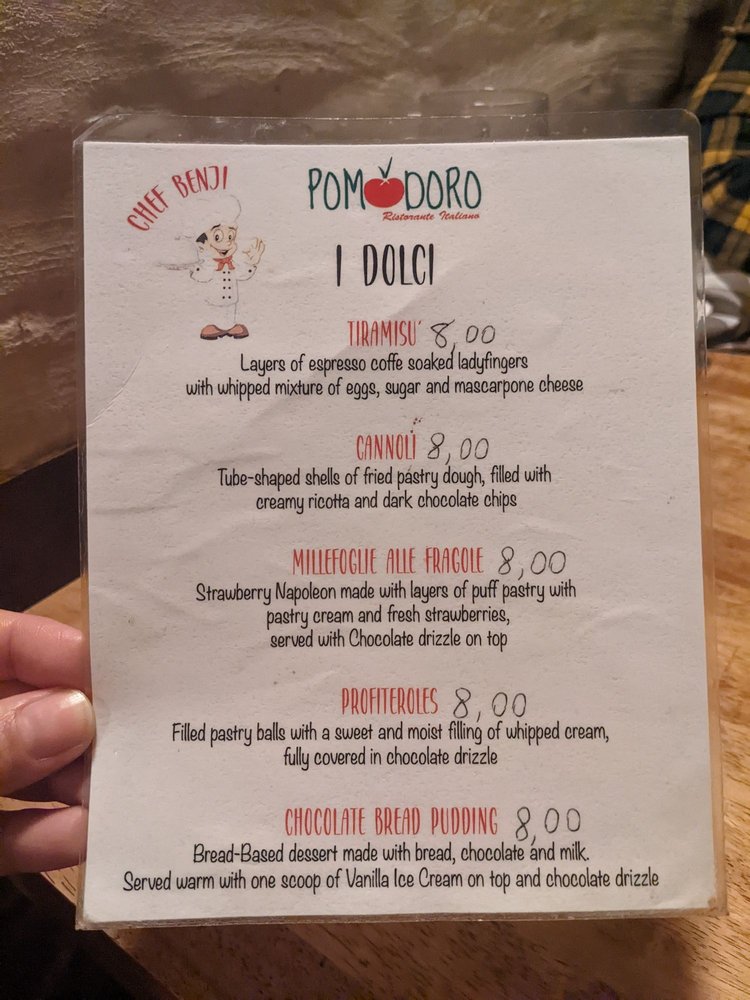 CHEF BENJI
POMODORO
Ristorante Italiano
I DOLCI
TIRAMISU' 8,00
Layers of espresso coffe soaked ladyfingers
with whipped mixture of eggs, sugar and mascarpone cheese
CANNOLI 8,00
Tube-shaped shells of fried pastry dough, filled with
creamy ricotta and dark chocolate chips
MILLEFOGLIE ALLE FRAGOLE 8,00
Strawberry Napoleon made with layers of puff pastry with
pastry cream and fresh strawberries,
served with Chocolate drizzle on top
PROFITEROLES 8,00
Filled pastry balls with a sweet and moist filling of whipped cream,
fully covered in chocolate drizzle
CHOCOLATE BREAD PUDDING 8,00
Bread-Based dessert made with bread, chocolate and milk.
Served warm with one scoop of Vanilla Ice Cream on top and chocolate drizzle